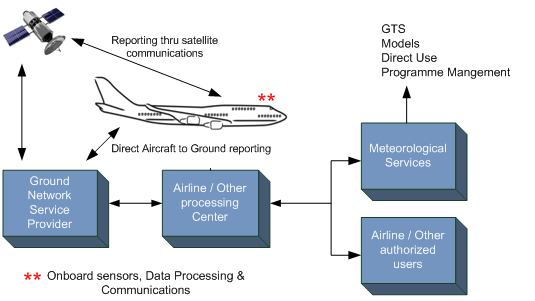 GTS
Models
Direct Use
Programme Mangement
Reporting thru satellite
communications
**
Direct Aircraft to Ground reporting
Meteorological
Services
Ground
Network
Service
Provider
Airline / Other
processing
Center
Airline / Other
authorized
users
** Onboard sensors, Data Processing &
Communications